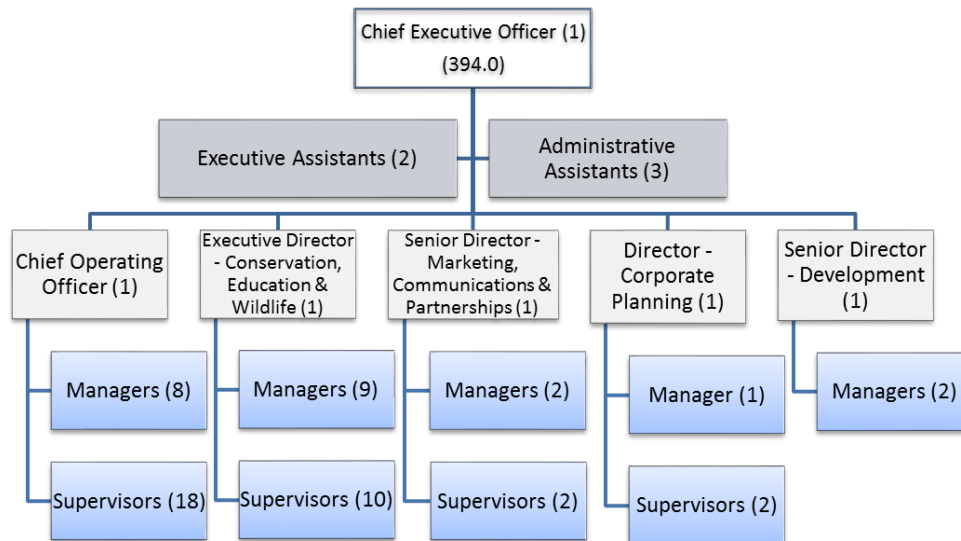 Chief Executive Officer (1)
(394.0)
Executive Assistants (2)
Administrative
Assistants (3)
Chief Operating
Officer (1)
Executive Director
- Conservation,
Education &
Wildlife (1)
Senior Director -
Marketing,
Communications &
Partnerships (1)
Director -
Corporate
Planning (1)
Senior Director
- Development
(1)
Managers (8)
Managers (9)
Managers (2)
Manager (1)
Managers (2)
Supervisors (18)
Supervisors (10)
Supervisors (2)
Supervisors (2)